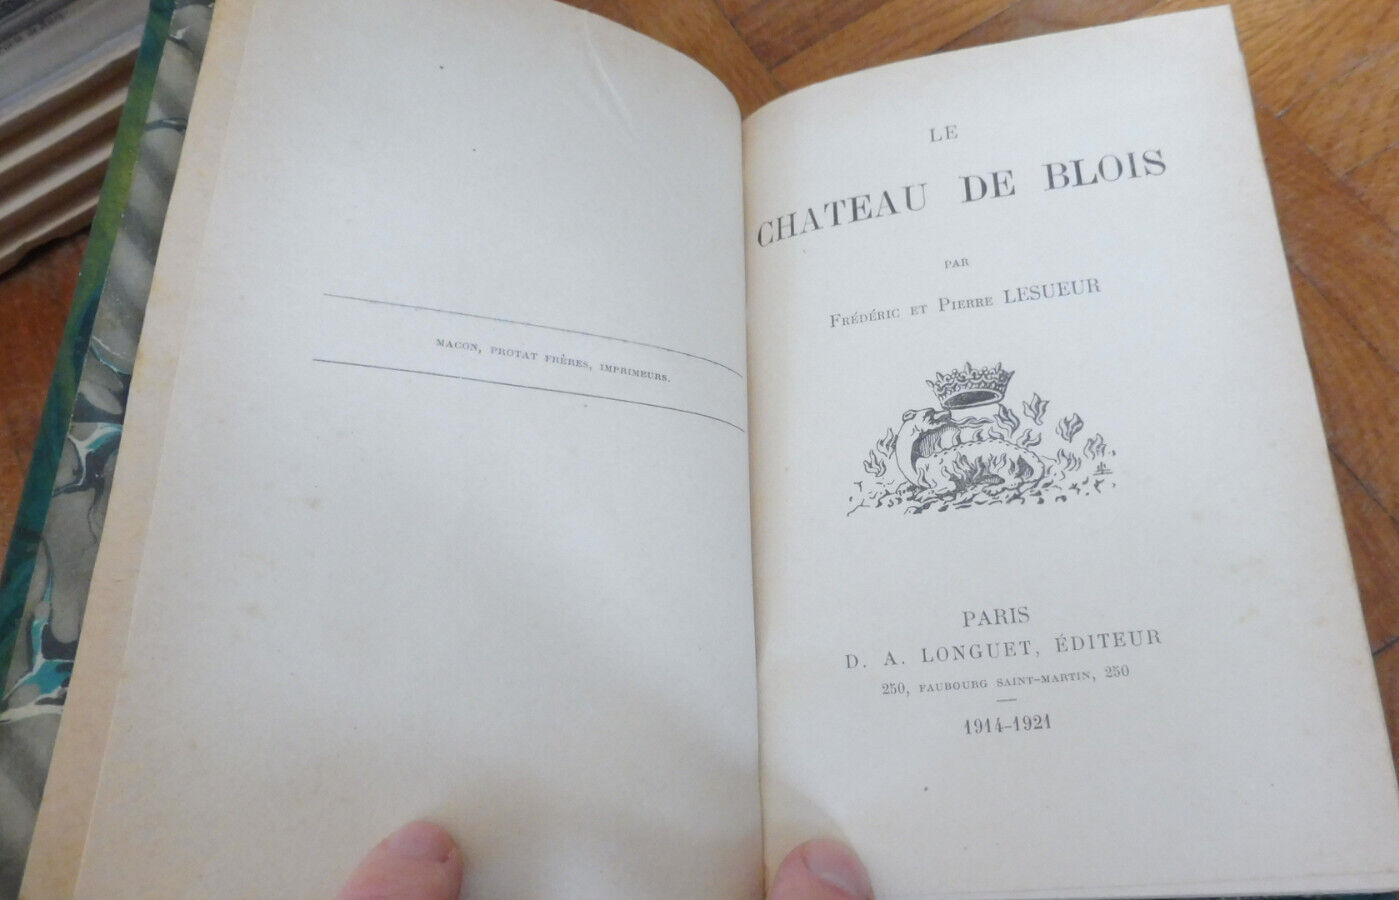 MACON, PROTAT FRÈRES, IMPRIMEURS.
LE
CHATEAU DE BLOIS
PAR
FRÉDÉRIC ET PIERRE LESUEUR
PARIS
D. A. LONGUET, ÉDITEUR
250, FAUBOURG SAINT-MARTIN, 250
1914-1921